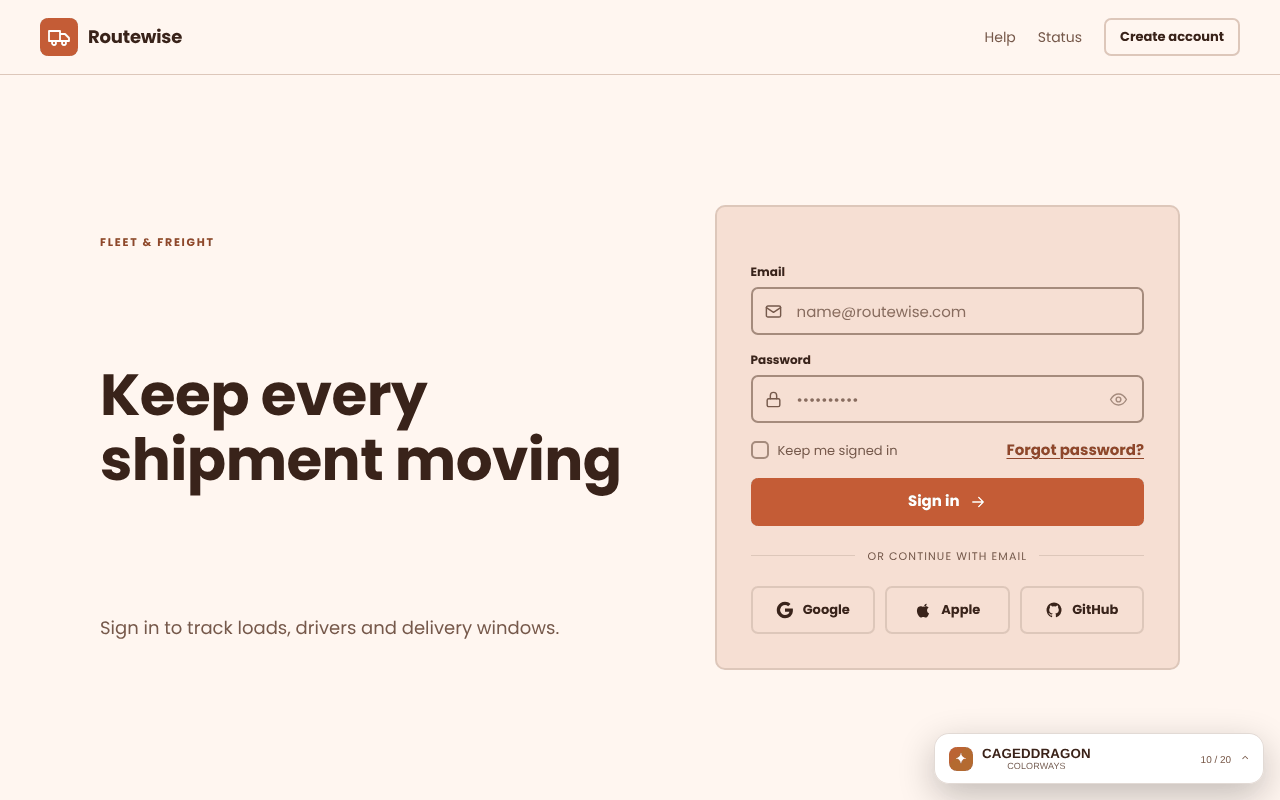 Routewise
Help
Status
Create account
FLEET & FREIGHT
Keep every
shipment moving
Sign in to track loads, drivers and delivery windows.
Email
name@routewise.com
Password
••••••••••
Keep me signed in
Forgot password?
Sign in
OR CONTINUE WITH EMAIL
Google
Apple
GitHub
CAGEDDRAGON
COLORWAYS
10 / 20